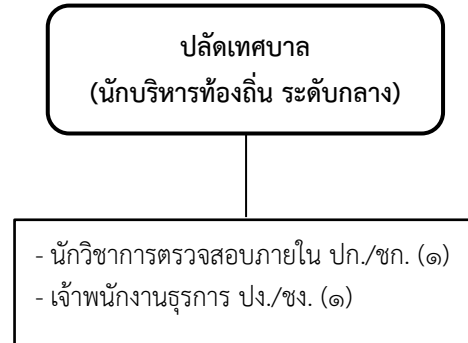 ปลัดเทศบาล
(นักบริหารท้องถิ่น ระดับกลาง)
- นักวิชาการตรวจสอบภายใน ปก./ชก. (๑)
- เจ้าพนักงานธุรการ ปง./ชง. (๑)